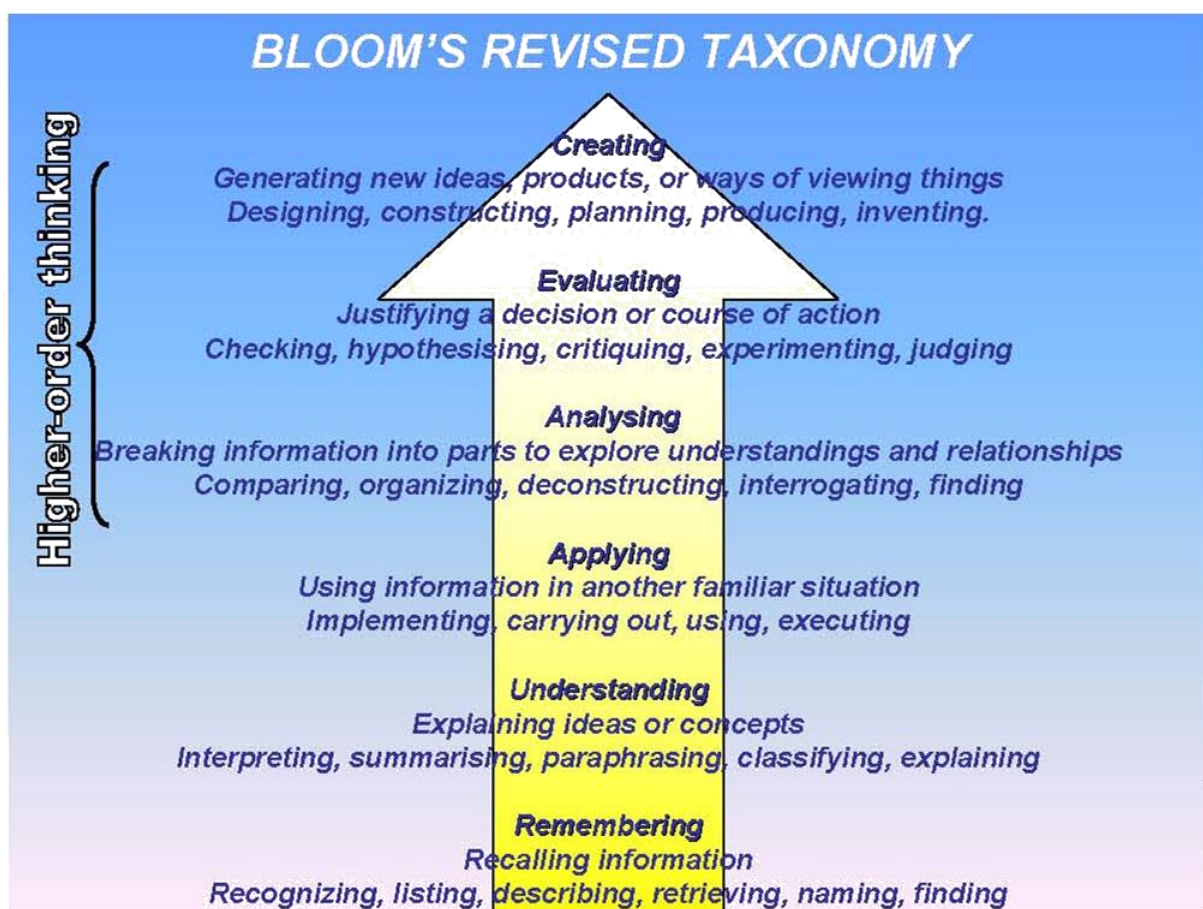 BLOOM'S REVISED TAXONOMY
Higher-order thinking
Creating
Generating new ideas, products, or ways of viewing things
Designing, constructing, planning, producing, inventing.
Evaluating
Justifying a decision or course of action
Checking, hypothesising, critiquing, experimenting, judging
Analysing
Breaking information into parts to explore understandings and relationships
Comparing, organizing, deconstructing, interrogating, finding
Applying
Using information in another familiar situation
Implementing, carrying out, using, executing
Understanding
Explaining ideas or concepts
Interpreting, summarising, paraphrasing, classifying, explaining
Remembering
Recalling information
Recognizing, listing, describing, retrieving, naming, finding